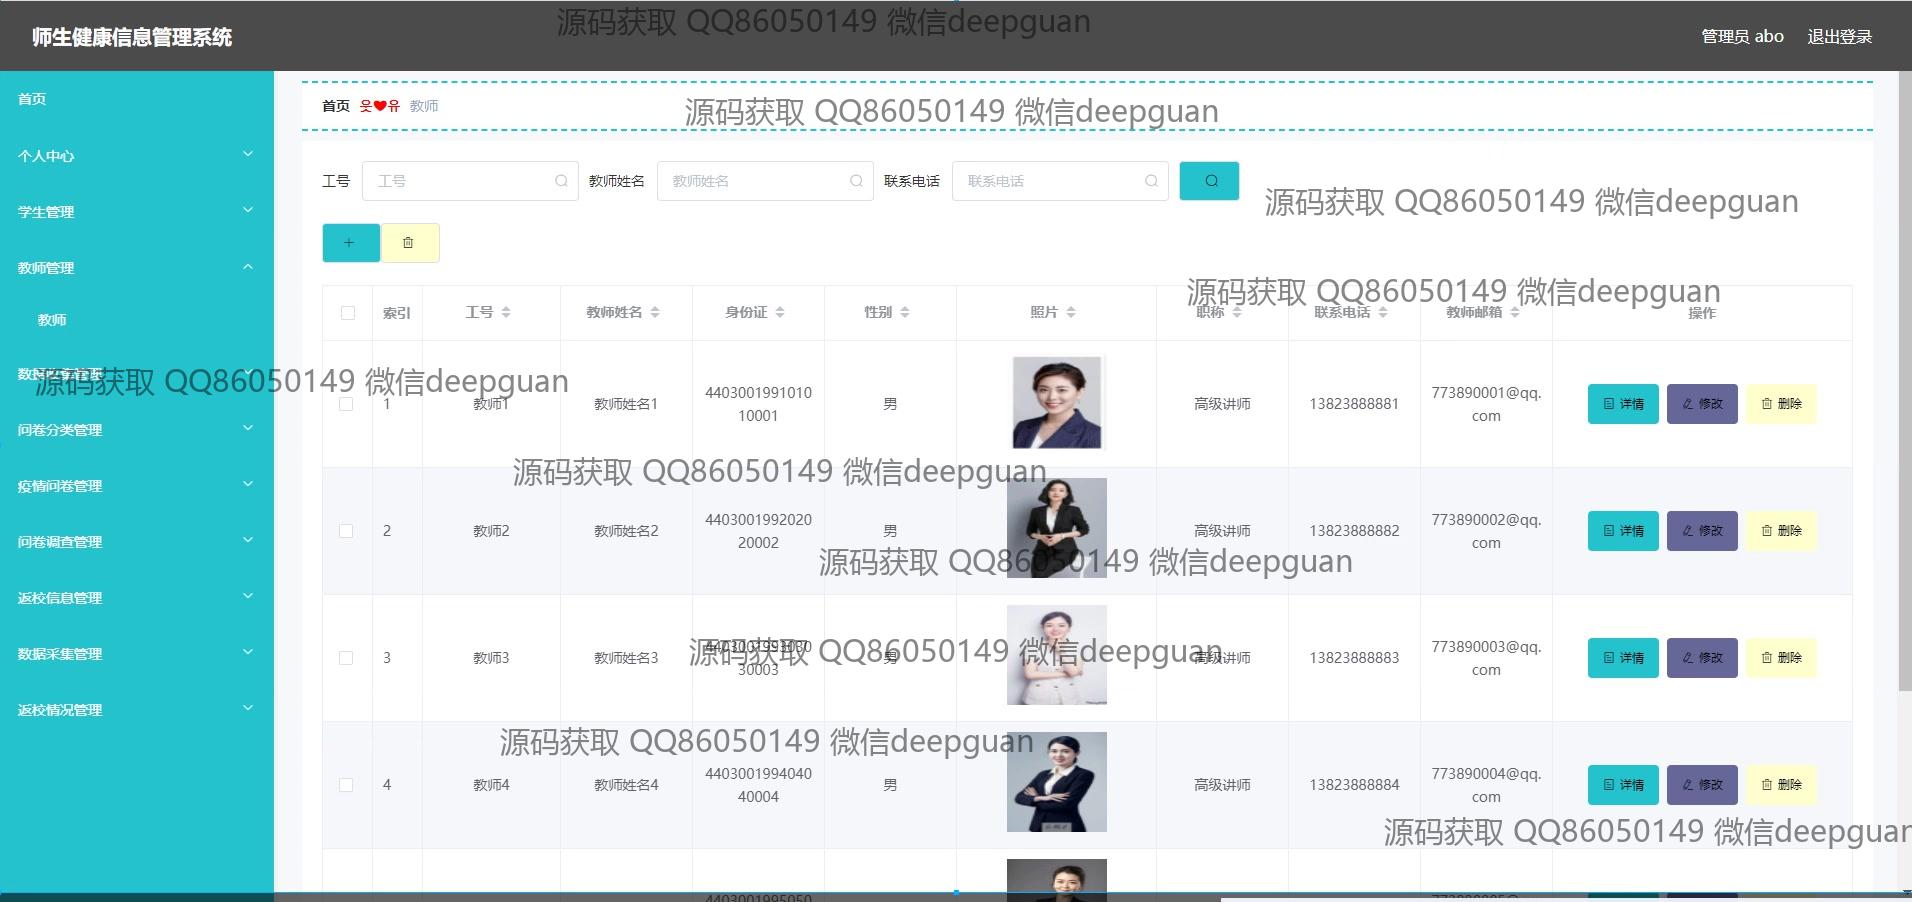 师生健康信息管理系统
源码获取 QQ86050149 微信deepguan
管理员 abo
退出登录
首页
个人中心
学生管理
教师管理
教师
问卷分类管理
疫情问卷管理
问卷调查管理
返校信息管理
数据采集管理
返校情况管理
首页 웃❤유 教师
源码获取 QQ86050149 微信deepguan
工号 工号 教师姓名 教师姓名 联系电话 联系电话
源码获取 QQ86050149 微信deepguan
源码获取 QQ86050149 微信deepguan
索引 工号 教师姓名 身份证 性别 照片 职称 联系电话 教师邮箱 操作
源码获取 QQ86050149 微信deepguan
1 教师1 教师姓名1 440300199101010001 男 高级讲师 13823888881 773890001@qq.com 详情 修改 删除
源码获取 QQ86050149 微信deepguan
2 教师2 教师姓名2 440300199202020002 男 高级讲师 13823888882 773890002@qq.com 详情 修改 删除
源码获取 QQ86050149 微信deepguan
3 教师3 教师姓名3 440300199303030003 男 高级讲师 13823888883 773890003@qq.com 详情 修改 删除
源码获取 QQ86050149 微信deepguan
源码获取 QQ86050149 微信deepguan
4 教师4 教师姓名4 440300199404040004 男 高级讲师 13823888884 773890004@qq.com 详情 修改 删除
源码获取 QQ86050149 微信deepguan